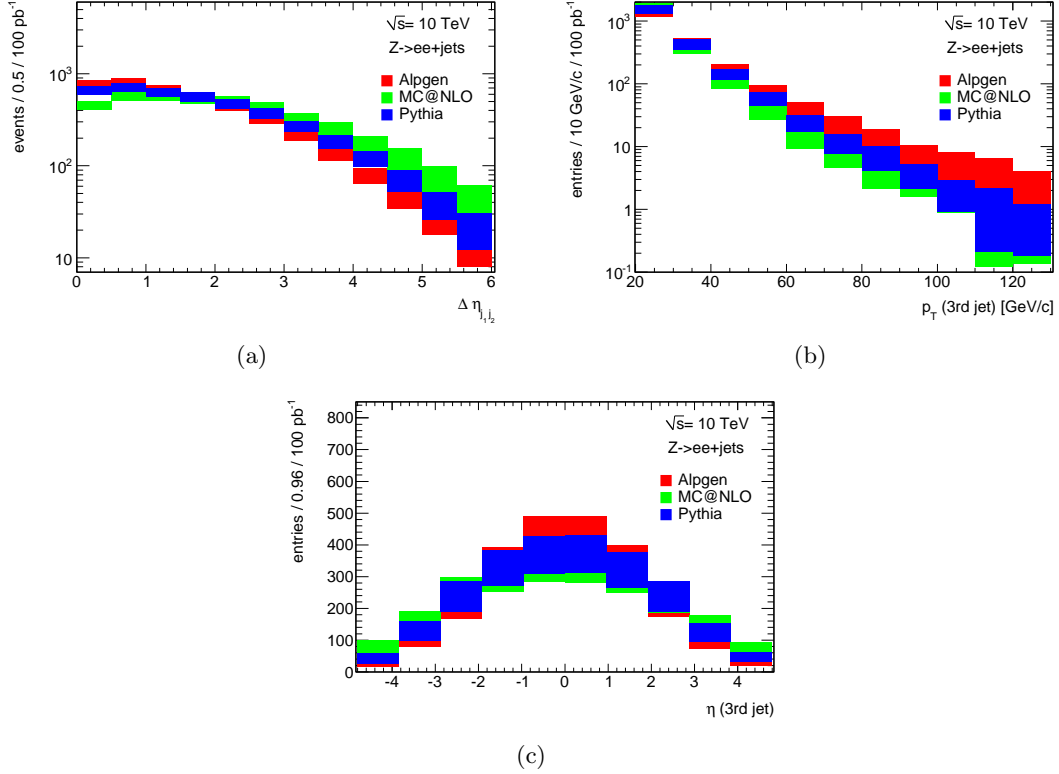 events / 0.5 / 100 pb⁻¹
10³
10²
10
√s= 10 TeV
Z->ee+jets
Alpgen
MC@NLO
Pythia
0 1 2 3 4 5 6
Δ η_{j₁ j₂}
(a)
entries / 10 GeV/c / 100 pb⁻¹
10³
10²
10
1
10⁻¹
√s= 10 TeV
Z->ee+jets
Alpgen
MC@NLO
Pythia
20 40 60 80 100 120
p_T (3rd jet) [GeV/c]
(b)
entries / 0.96 / 100 pb⁻¹
800
700
600
500
400
300
200
100
0
√s= 10 TeV
Z->ee+jets
Alpgen
MC@NLO
Pythia
-4 -3 -2 -1 0 1 2 3 4
η (3rd jet)
(c)